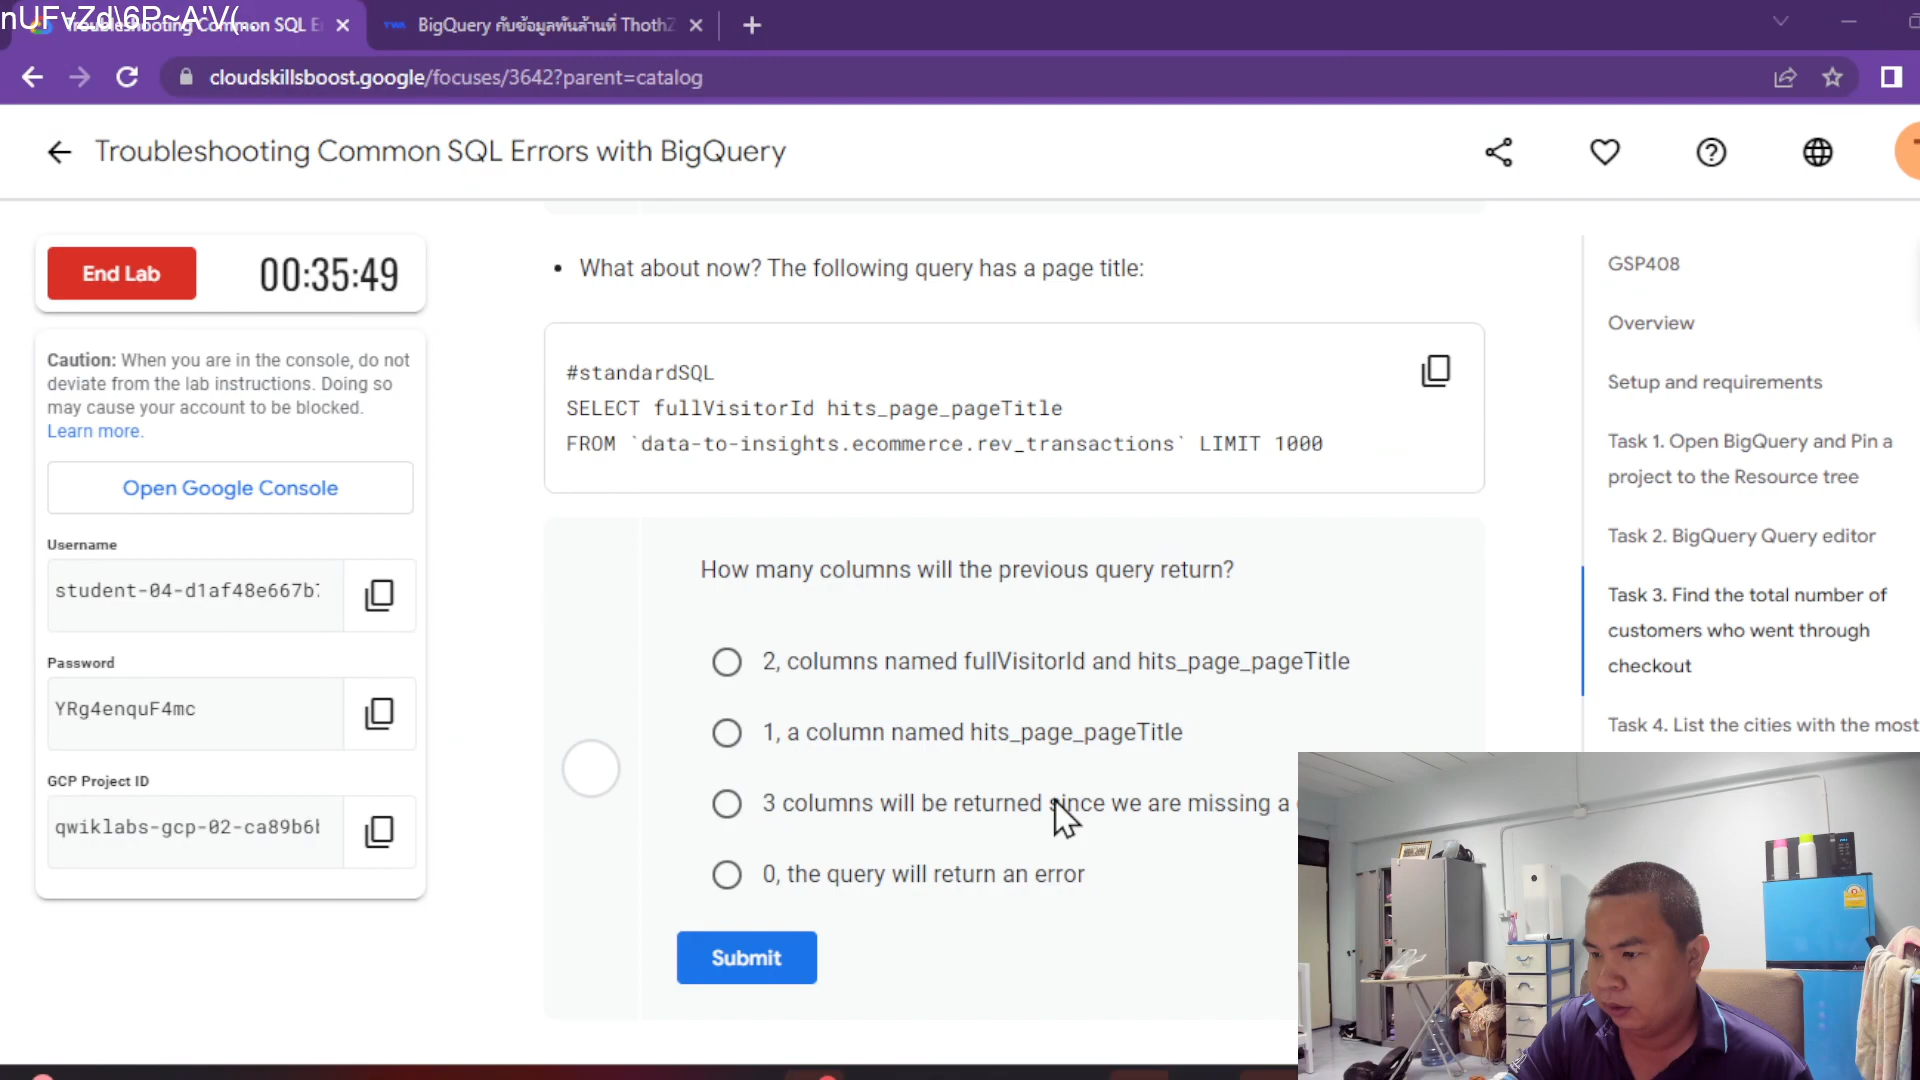 nUFvZd\6P~A'V(..
Troubleshooting Common SQL E
BigQuery กับข้อมูลพันล้านที่ ThothZ
cloudskillsboost.google/focuses/3642?parent=catalog
Troubleshooting Common SQL Errors with BigQuery
End Lab
00:35:49
Caution: When you are in the console, do not
deviate from the lab instructions. Doing so
may cause your account to be blocked.
Learn more.
Open Google Console
Username
student-04-d1af48e667b
Password
YRg4enquF4mc
GCP Project ID
qwiklabs-gcp-02-ca89b6
• What about now? The following query has a page title:
#standardSQL
SELECT fullVisitorId hits_page_pageTitle
FROM `data-to-insights.ecommerce.rev_transactions` LIMIT 1000
How many columns will the previous query return?
2, columns named fullVisitorId and hits_page_pageTitle
1, a column named hits_page_pageTitle
3 columns will be returned since we are missing a
0, the query will return an error
Submit
GSP408
Overview
Setup and requirements
Task 1. Open BigQuery and Pin a
project to the Resource tree
Task 2. BigQuery Query editor
Task 3. Find the total number of
customers who went through
checkout
Task 4. List the cities with the most